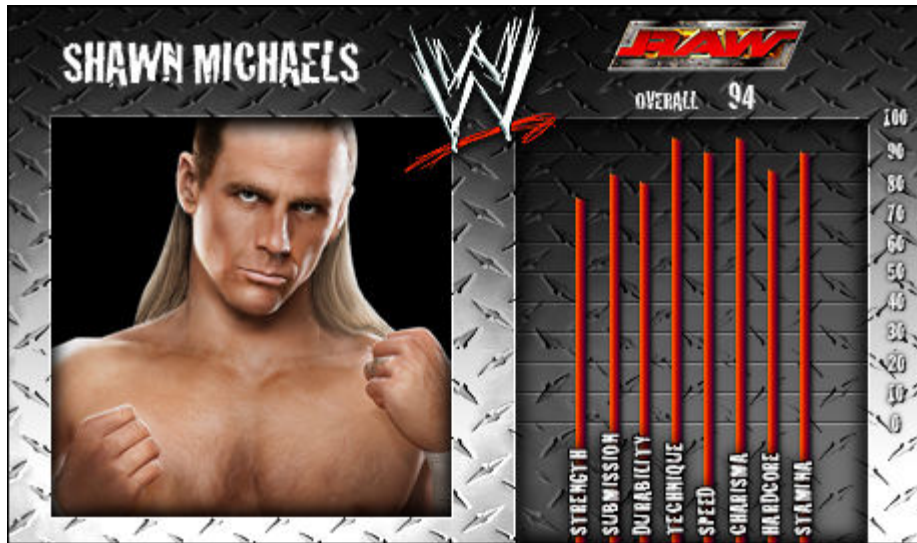 SHAWN MICHAELS
W
RAW
OVERALL 94
100
90
80
70
60
50
40
30
20
10
0
STRENGTH
SUBMISSION
DURABILITY
TECHNIQUE
SPEED
CHARISMA
HARDCORE
STAMINA